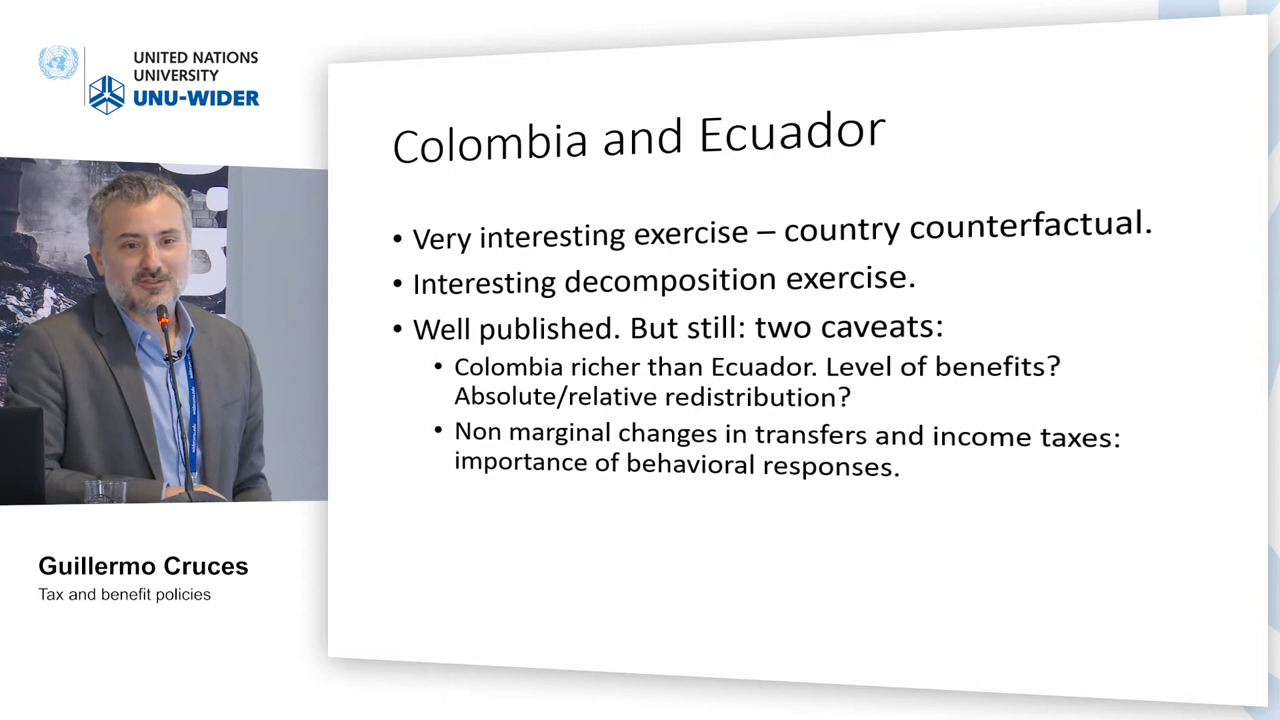 UNITED NATIONS
UNIVERSITY
UNU-WIDER
Colombia and Ecuador
• Very interesting exercise – country counterfactual.
• Interesting decomposition exercise.
• Well published. But still: two caveats:
• Colombia richer than Ecuador. Level of benefits?
Absolute/relative redistribution?
• Non marginal changes in transfers and income taxes:
importance of behavioral responses.
Guillermo Cruces
Tax and benefit policies